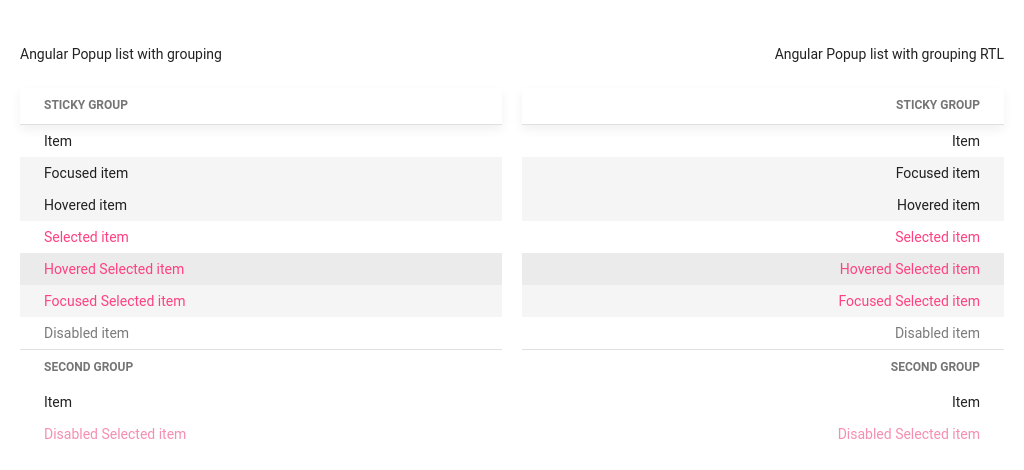 Angular Popup list with grouping
STICKY GROUP
Item
Focused item
Hovered item
Selected item
Hovered Selected item
Focused Selected item
Disabled item
SECOND GROUP
Item
Disabled Selected item
Angular Popup list with grouping RTL
STICKY GROUP
Item
Focused item
Hovered item
Selected item
Hovered Selected item
Focused Selected item
Disabled item
SECOND GROUP
Item
Disabled Selected item